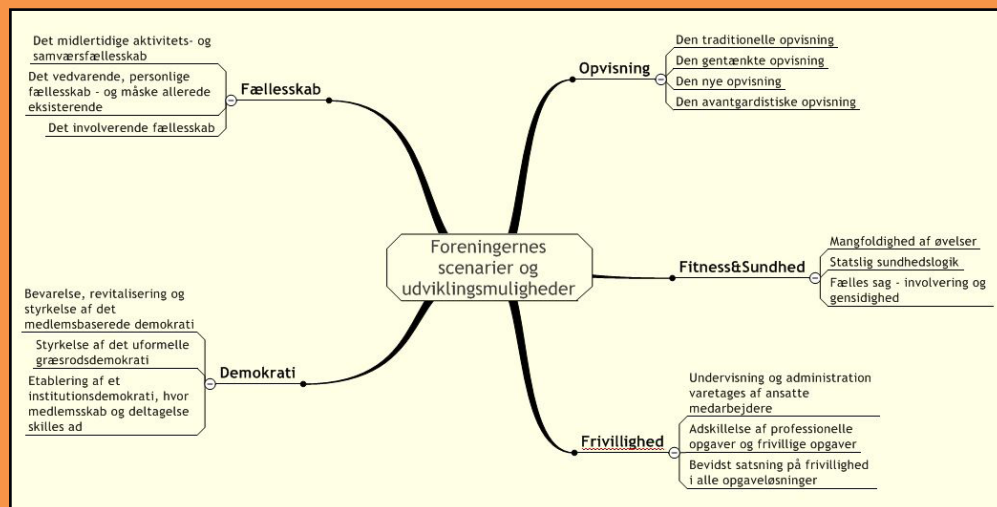 Foreningernes
scenarier og
udviklingsmuligheder
Fællesskab
Det midlertidige aktivitets- og
samværsfællesskab
Det vedvarende, personlige
fællesskab - og måske allerede
eksisterende
Det involverende fællesskab
Demokrati
Bevarelse, revitalisering og
styrkelse af det
medlemsbaserede demokrati
Styrkelse af det uformelle
græsrodsdemokrati
Etablering af et
institutionsdemokrati, hvor
medlemsskab og deltagelse
skilles ad
Opvisning
Den traditionelle opvisning
Den gentænkte opvisning
Den nye opvisning
Den avantgardistiske opvisning
Fitness&Sundhed
Mangfoldighed af øvelser
Statslig sundhedslogik
Fælles sag - involvering og
gensidighed
Frivillighed
Undervisning og administration
varetages af ansatte
medarbejdere
Adskillelse af professionelle
opgaver og frivillige opgaver
Bevidst satsning på frivillighed
i alle opgaveløsninger